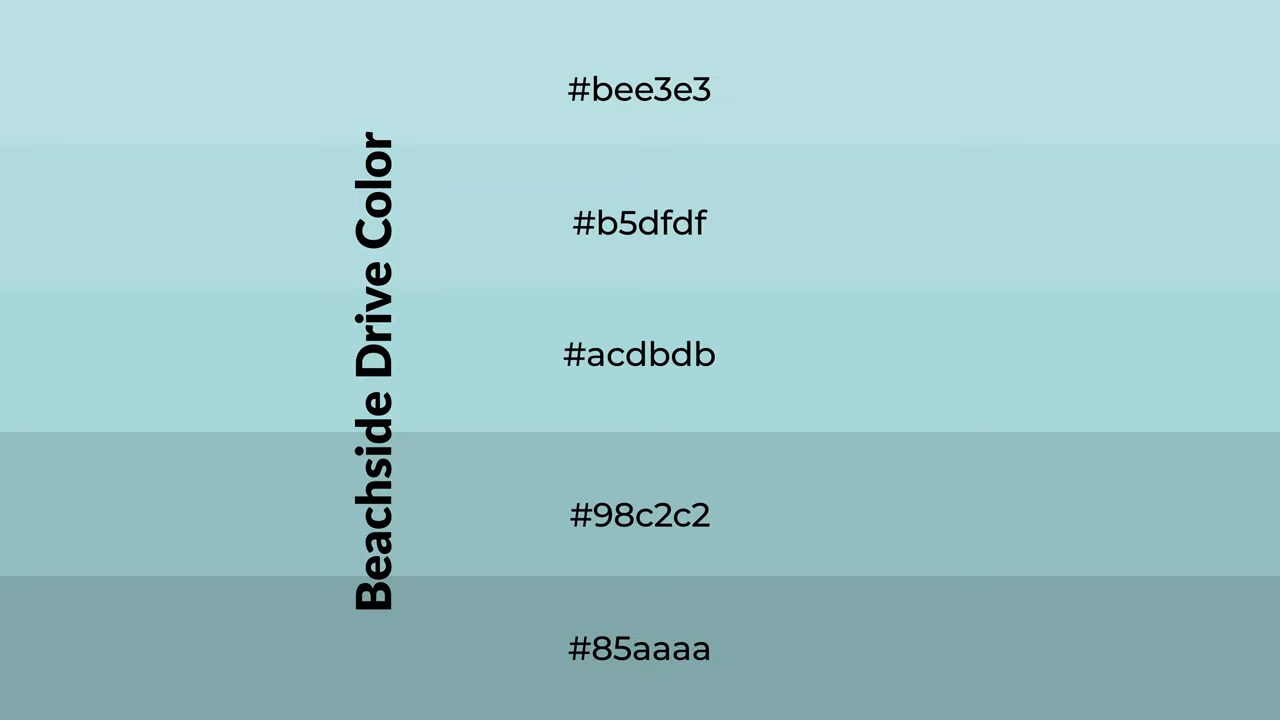 Beachside Drive Color
#bee3e3
#b5dfdf
#acdbdb
#98c2c2
#85aaaa